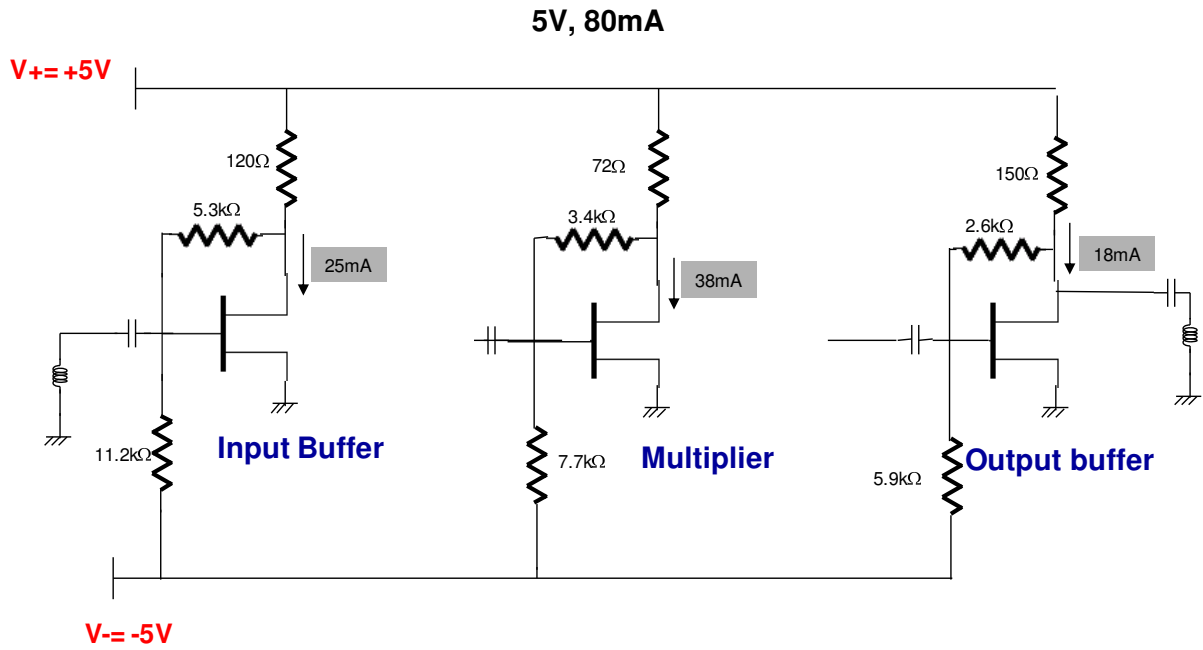 5V, 80mA
V+= +5V
120Ω
72Ω
150Ω
5.3kΩ
3.4kΩ
2.6kΩ
25mA
38mA
18mA
Input Buffer
Multiplier
Output buffer
11.2kΩ
7.7kΩ
5.9kΩ
V-= -5V